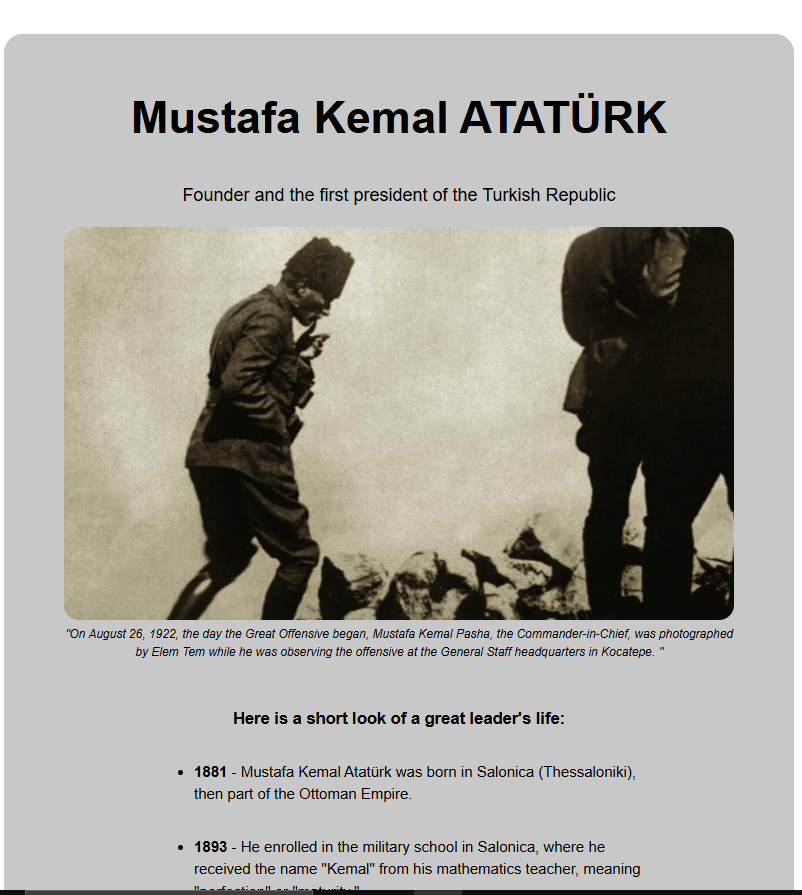 Mustafa Kemal ATATÜRK
Founder and the first president of the Turkish Republic
"On August 26, 1922, the day the Great Offensive began, Mustafa Kemal Pasha, the Commander-in-Chief, was photographed
by Elem Tem while he was observing the offensive at the General Staff headquarters in Kocatepe. "
Here is a short look of a great leader's life:
• 1881 - Mustafa Kemal Atatürk was born in Salonica (Thessaloniki),
then part of the Ottoman Empire.
• 1893 - He enrolled in the military school in Salonica, where he
received the name "Kemal" from his mathematics teacher, meaning
"perfection" or "maturity."